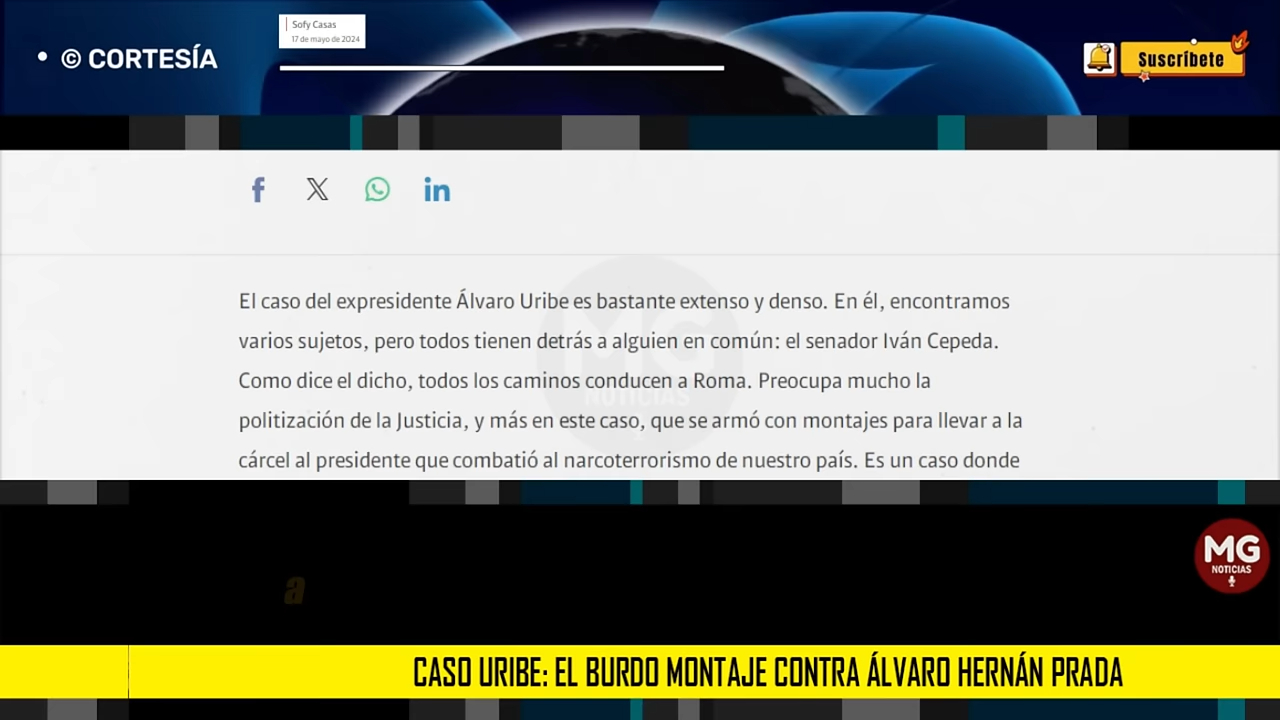 Sofy Casas
17 de mayo de 2024
© CORTESÍA
Suscríbete
El caso del expresidente Álvaro Uribe es bastante extenso y denso. En él, encontramos
varios sujetos, pero todos tienen detrás a alguien en común: el senador Iván Cepeda.
Como dice el dicho, todos los caminos conducen a Roma. Preocupa mucho la
politización de la Justicia, y más en este caso, que se armó con montajes para llevar a la
cárcel al presidente que combatió al narcoterrorismo de nuestro país. Es un caso donde
MG
NOTICIAS
a
MG
NOTICIAS
CASO URIBE: EL BURDO MONTAJE CONTRA ÁLVARO HERNÁN PRADA